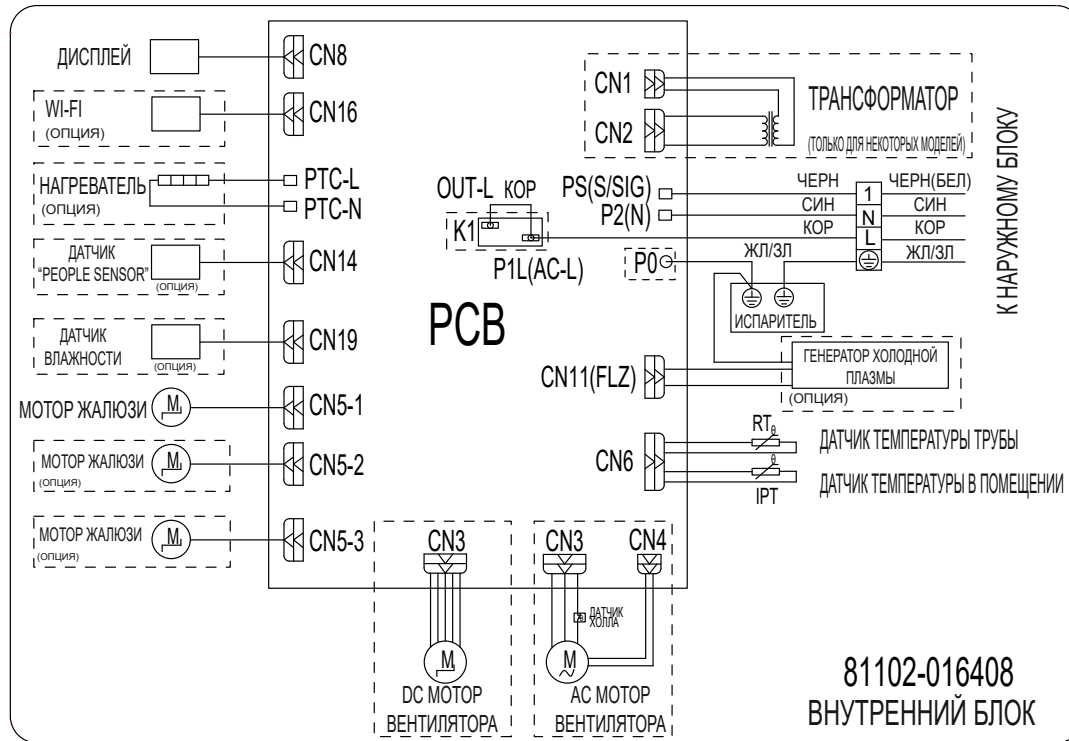 ДИСПЛЕЙ
CN8
WI-FI
(ОПЦИЯ)
CN16
НАГРЕВАТЕЛЬ
(ОПЦИЯ)
PTC-L
PTC-N
ДАТЧИК
“PEOPLE SENSOR”
(ОПЦИЯ)
CN14
ДАТЧИК
ВЛАЖНОСТИ
(ОПЦИЯ)
CN19
МОТОР ЖАЛЮЗИ
M
CN5-1
МОТОР ЖАЛЮЗИ
(ОПЦИЯ)
M
CN5-2
МОТОР ЖАЛЮЗИ
(ОПЦИЯ)
M
CN5-3
PCB
OUT-L КОР
K1
P1L(AC-L)
CN1
CN2
ТРАНСФОРМАТОР
(ТОЛЬКО ДЛЯ НЕКОТОРЫХ МОДЕЛЕЙ)
PS(S/SIG)
P2(N)
P0
ЧЕРН 1 ЧЕРН(БЕЛ)
СИН N СИН
КОР L КОР
ЖЛ/ЗЛ ЖЛ/ЗЛ
К НАРУЖНОМУ БЛОКУ
ИСПАРИТЕЛЬ
CN11(FLZ)
ГЕНЕРАТОР ХОЛОДНОЙ
ПЛАЗМЫ
(ОПЦИЯ)
CN6
RT θ
ДАТЧИК ТЕМПЕРАТУРЫ ТРУБЫ
θ
IPT
ДАТЧИК ТЕМПЕРАТУРЫ В ПОМЕЩЕНИИ
CN3
M
DC МОТОР
ВЕНТИЛЯТОРА
CN3 CN4
ДАТЧИК
ХОЛЛА
M
AC МОТОР
ВЕНТИЛЯТОРА
81102-016408
ВНУТРЕННИЙ БЛОК